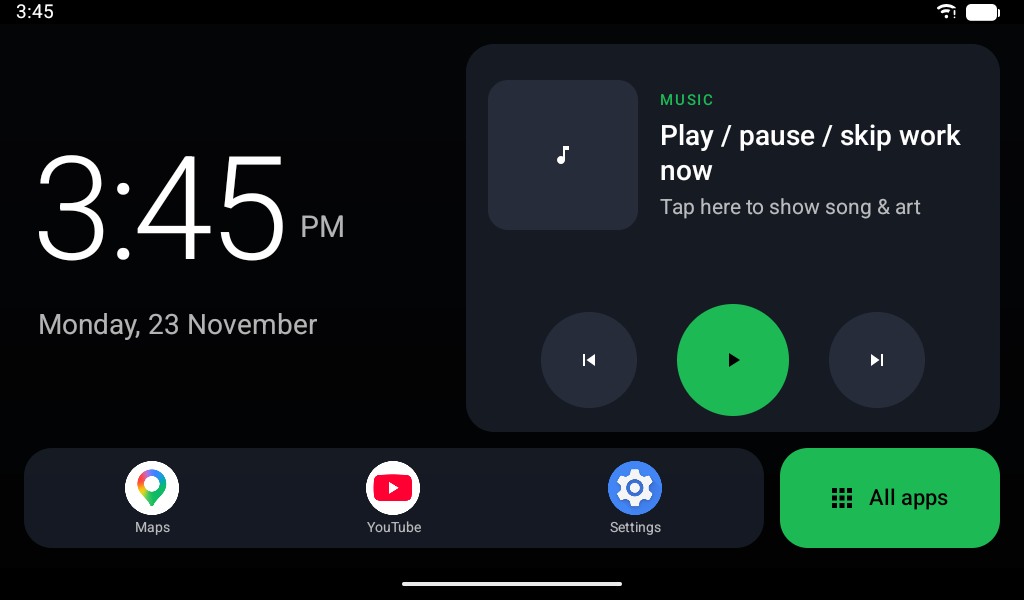 3:45
3:45 PM
Monday, 23 November
MUSIC
Play / pause / skip work
now
Tap here to show song & art
Maps
YouTube
Settings
All apps